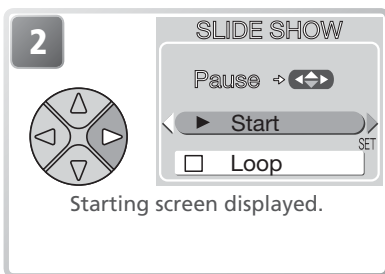 2
SLIDE SHOW
Pause
Start
SET
Loop
Starting screen displayed.